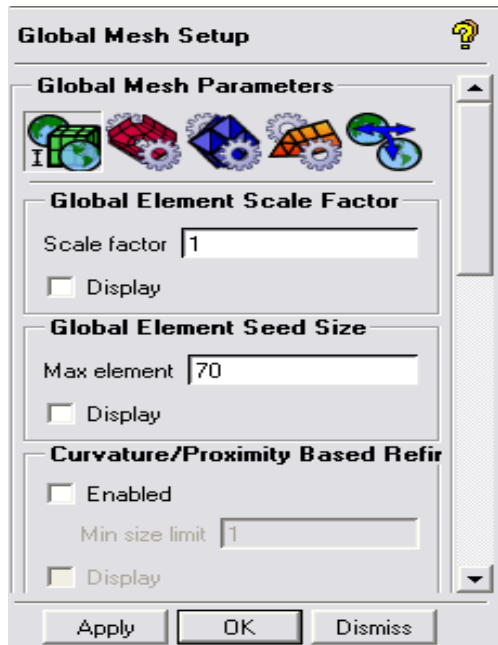 Global Mesh Setup
Global Mesh Parameters
Global Element Scale Factor
Scale factor 1
Display
Global Element Seed Size
Max element 70
Display
Curvature/Proximity Based Refir
Enabled
Min size limit 1
Display
Apply OK Dismiss